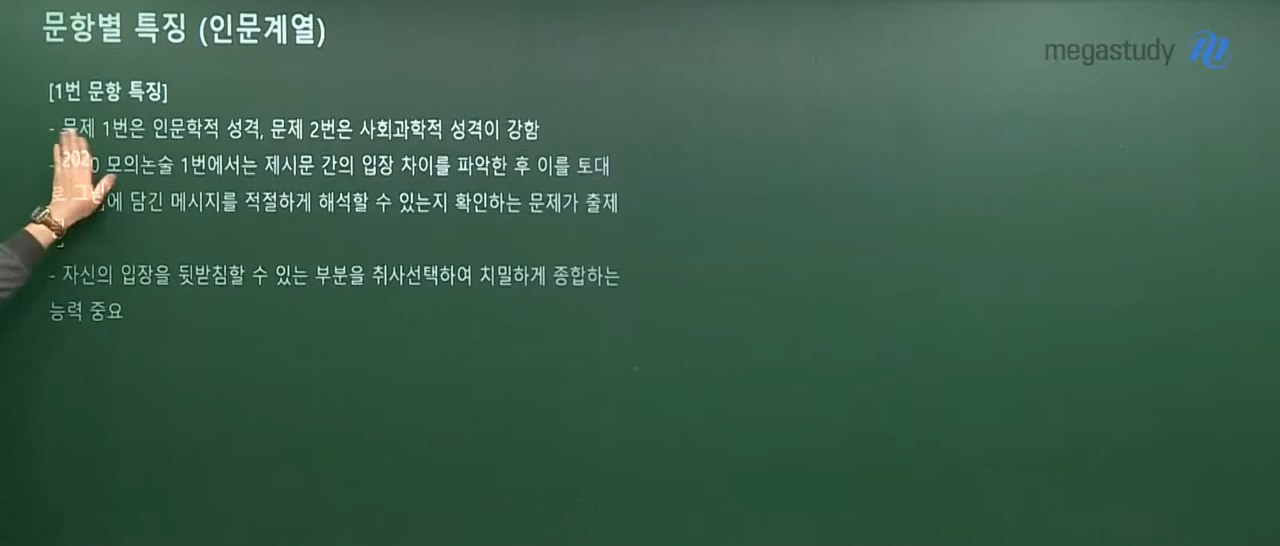 문항별 특징 (인문계열)
megastudy
[1번 문항 특징]
- 문제 1번은 인문학적 성격, 문제 2번은 사회과학적 성격이 강함
- 2020 모의논술 1번에서는 제시문 간의 입장 차이를 파악한 후 이를 토대
로 그림에 담긴 메시지를 적절하게 해석할 수 있는지 확인하는 문제가 출제
- 자신의 입장을 뒷받침할 수 있는 부분을 취사선택하여 치밀하게 종합하는
능력 중요